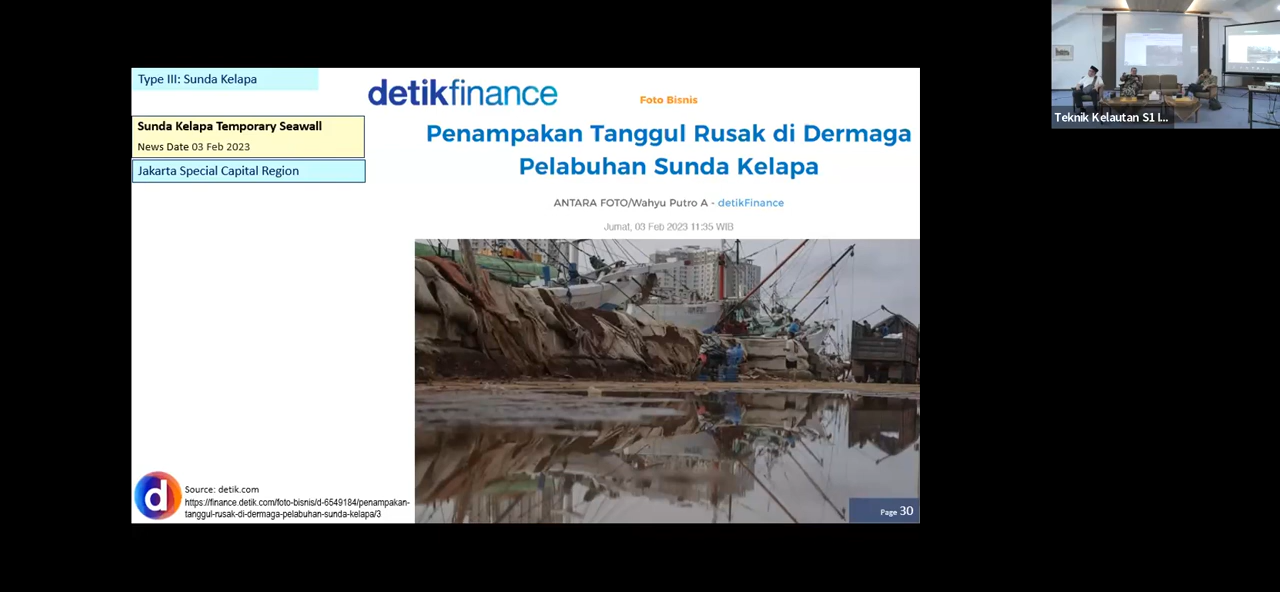 Type III: Sunda Kelapa
Sunda Kelapa Temporary Seawall
News Date 03 Feb 2023
Jakarta Special Capital Region
detikfinance
Foto Bisnis
Penampakan Tanggul Rusak di Dermaga
Pelabuhan Sunda Kelapa
ANTARA FOTO/Wahyu Putro A - detikFinance
Jumat, 03 Feb 2023 11:35 WIB
d
Source: detik.com
https://finance.detik.com/foto-bisnis/d-6549184/penampakan-
tanggul-rusak-di-dermaga-pelabuhan-sunda-kelapa/3
Page 30
Teknik Kelautan S1 I...